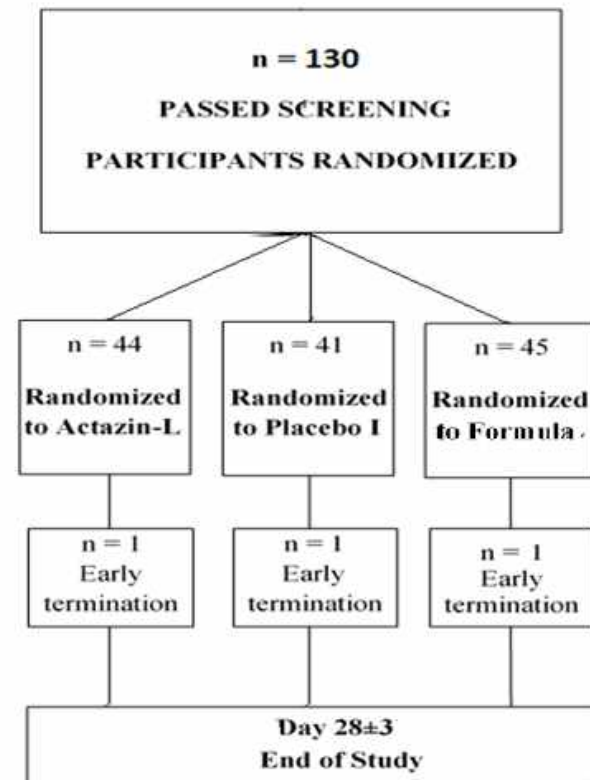 n = 130
PASSED SCREENING
PARTICIPANTS RANDOMIZED
n = 44
Randomized
to Actazin-L
n = 41
Randomized
to Placebo I
n = 45
Randomized
to Formula
n = 1
Early
termination
n = 1
Early
termination
n = 1
Early
termination
Day 28±3
End of Study